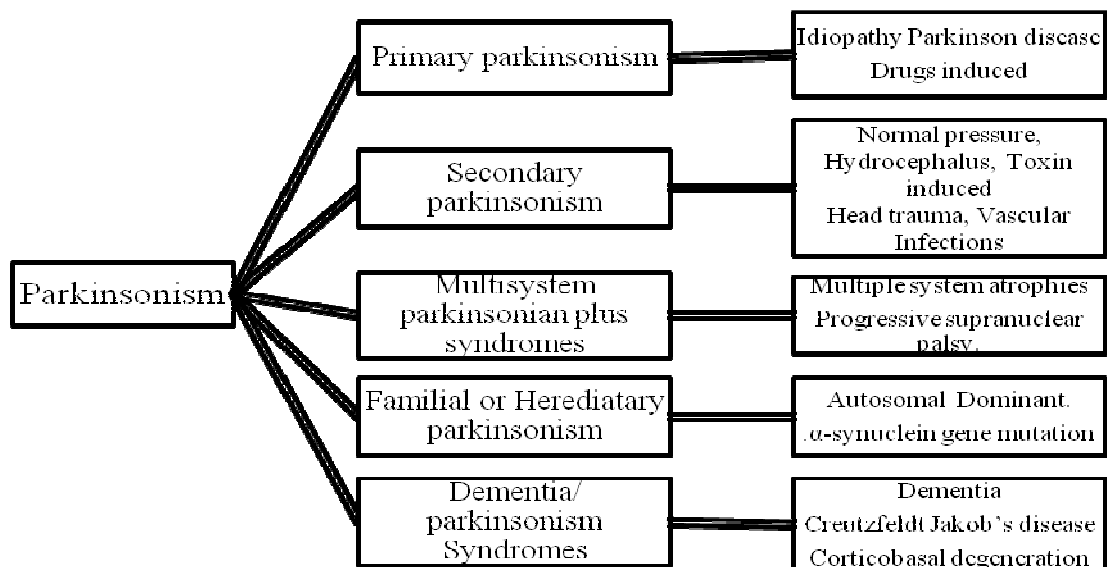 Parkinsonism
Primary parkinsonism
Idiopathy Parkinson disease
Drugs induced
Secondary
parkinsonism
Normal pressure,
Hydrocephalus, Toxin
induced
Head trauma, Vascular
Infections
Multisystem
parkinsonian plus
syndromes
Multiple system atrophies
Progressive supranuclear
palsy.
Familial or Herediatary
parkinsonism
Autosomal Dominant.
.α-synuclein gene mutation
Dementia/
parkinsonism
Syndromes
Dementia
Creutzfeldt Jakob's disease
Corticobasal degeneration